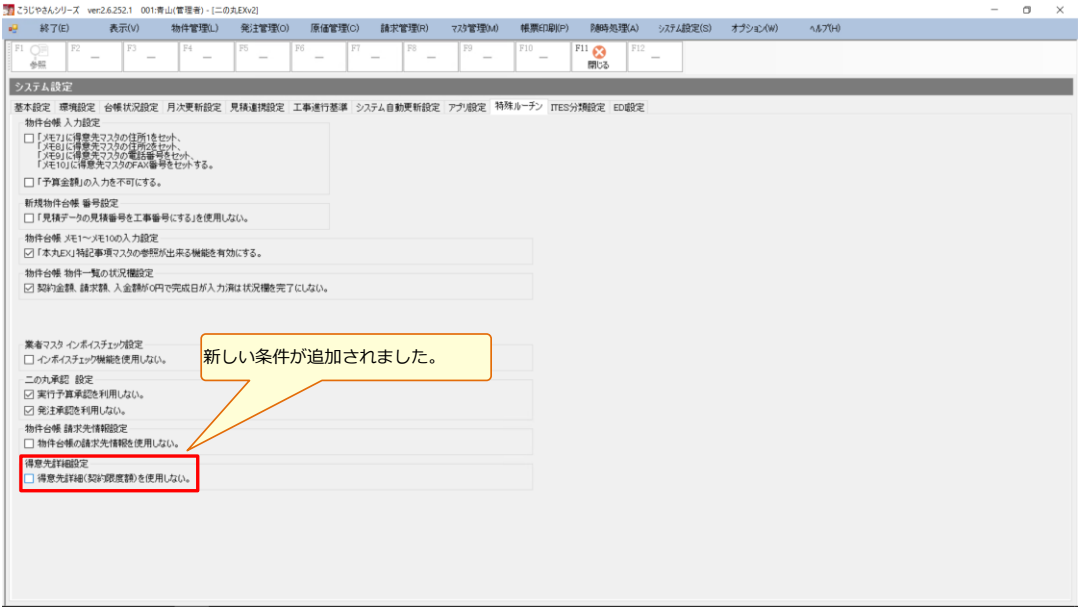 こうじやさんシリーズ ver:2.6.252.1 001:青山(管理者) - [二の丸EXv2]
終了(E) 表示(V) 物件管理(L) 発注管理(O) 原価管理(C) 請求管理(R) マスタ管理(M) 帳票印刷(P) 随時処理(A) システム設定(S) オプション(W) ヘルプ(H)
F1 参照 F2 — F3 — F4 — F5 — F6 — F7 — F8 — F9 — F10 — F11 閉じる F12 —
システム設定
基本設定 環境設定 台帳状況設定 月次更新設定 見積連携設定 工事進行基準 システム自動更新設定 アプリ設定 特殊ルーチン ITES分類設定 EDI設定
物件台帳 入力設定
「メモ7」に得意先マスタの住所1をセット、
「メモ8」に得意先マスタの住所2をセット、
「メモ9」に得意先マスタの電話番号をセット、
「メモ10」に得意先マスタのFAX番号をセットする。
「予算金額」の入力を不可にする。
新規物件台帳 番号設定
「見積データの見積番号を工事番号にする」を使用しない。
物件台帳 メモ1～メモ10の入力設定
「本丸EX」特記事項マスタの参照が出来る機能を有効にする。
物件台帳 物件一覧の状況欄設定
契約金額、請求額、入金額が0円で完成日が入力済は状況欄を完了にしない。
業者マスタ インボイスチェック設定
インボイスチェック機能を使用しない。
新しい条件が追加されました。
二の丸承認 設定
実行予算承認を利用しない。
発注承認を利用しない。
物件台帳 請求先情報設定
物件台帳の請求先情報を使用しない。
得意先詳細設定
得意先詳細(契約限度額)を使用しない。